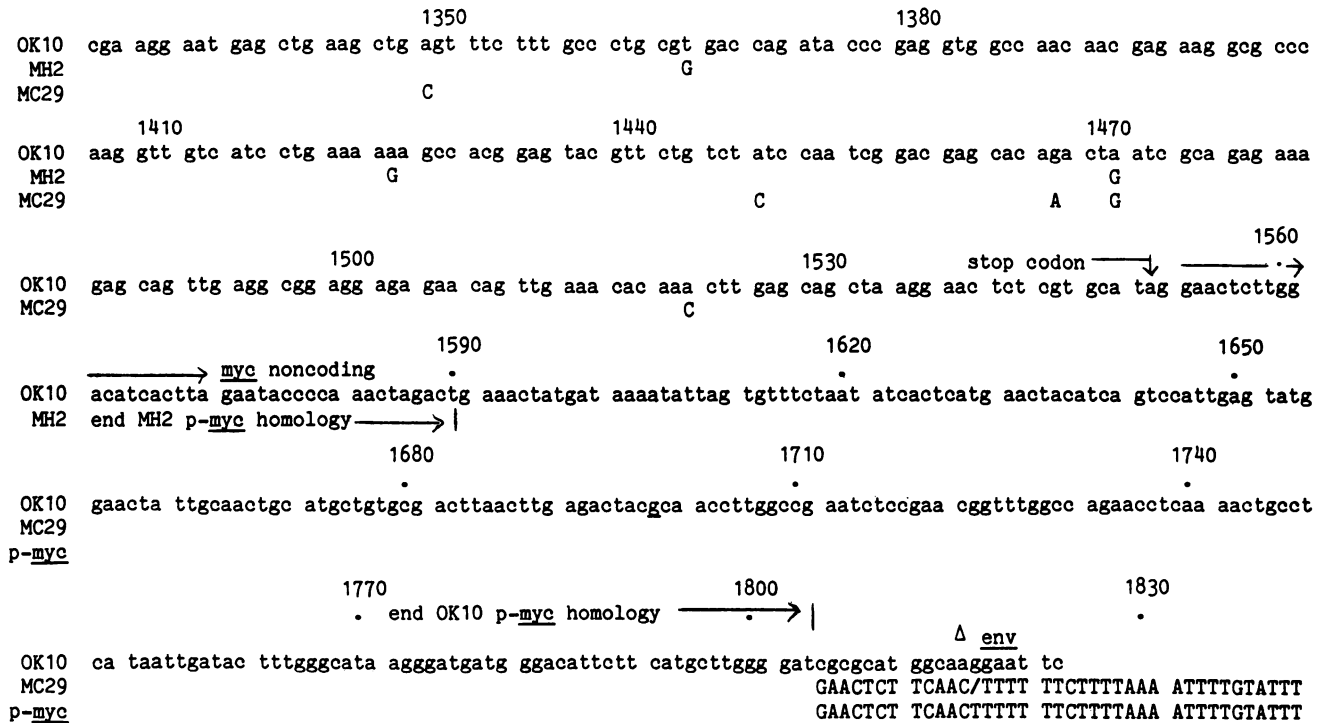 1350 1380
OK10 cga agg aat gag ctg aag ctg agt ttc ttt gcc ctg cgt gac cag ata ccc gag gtg gcc aac aac gag aag gcg ccc
MH2 G
MC29 C
1410 1440 1470
OK10 aag gtt gtc atc ctg aaa aaa gcc acg gag tac gtt ctg tct atc caa tcg gac gag cac aga cta atc gca gag aaa
MH2 G G
MC29 C A G
1500 1530 stop codon 1560
OK10 gag cag ttg agg cgg agg aga gaa cag ttg aaa cac aaa ctt gag cag cta agg aac tct cgt gca tag gaactcttgg
MC29 C
1590 1620 1650
myc noncoding
OK10 acatcactta gaatacccca aactagactg aaactatgat aaaatattag tgtttctaat atcactcatg aactacatca gtccattgag tatg
MH2 end MH2 p-myc homology
1680 1710 1740
OK10 gaacta ttgcaactgc atgctgtgcg acttaacttg agactacgca accttggccg aatctccgaa cggtttggcc agaacctcaa aactgcct
MC29
p-myc
1770 1800 1830
end OK10 p-myc homology
Δ env
OK10 ca taattgatac tttgggcata agggatgatg ggacattctt catgcttggg gatcgcgcat ggcaaggaat tc
MC29 GAACTCT TCAAC/TTTT TTCTTTTAAA ATTTTGTATTT
p-myc GAACTCT TCAACTTTTT TTCTTTTAAA ATTTTGTATTT